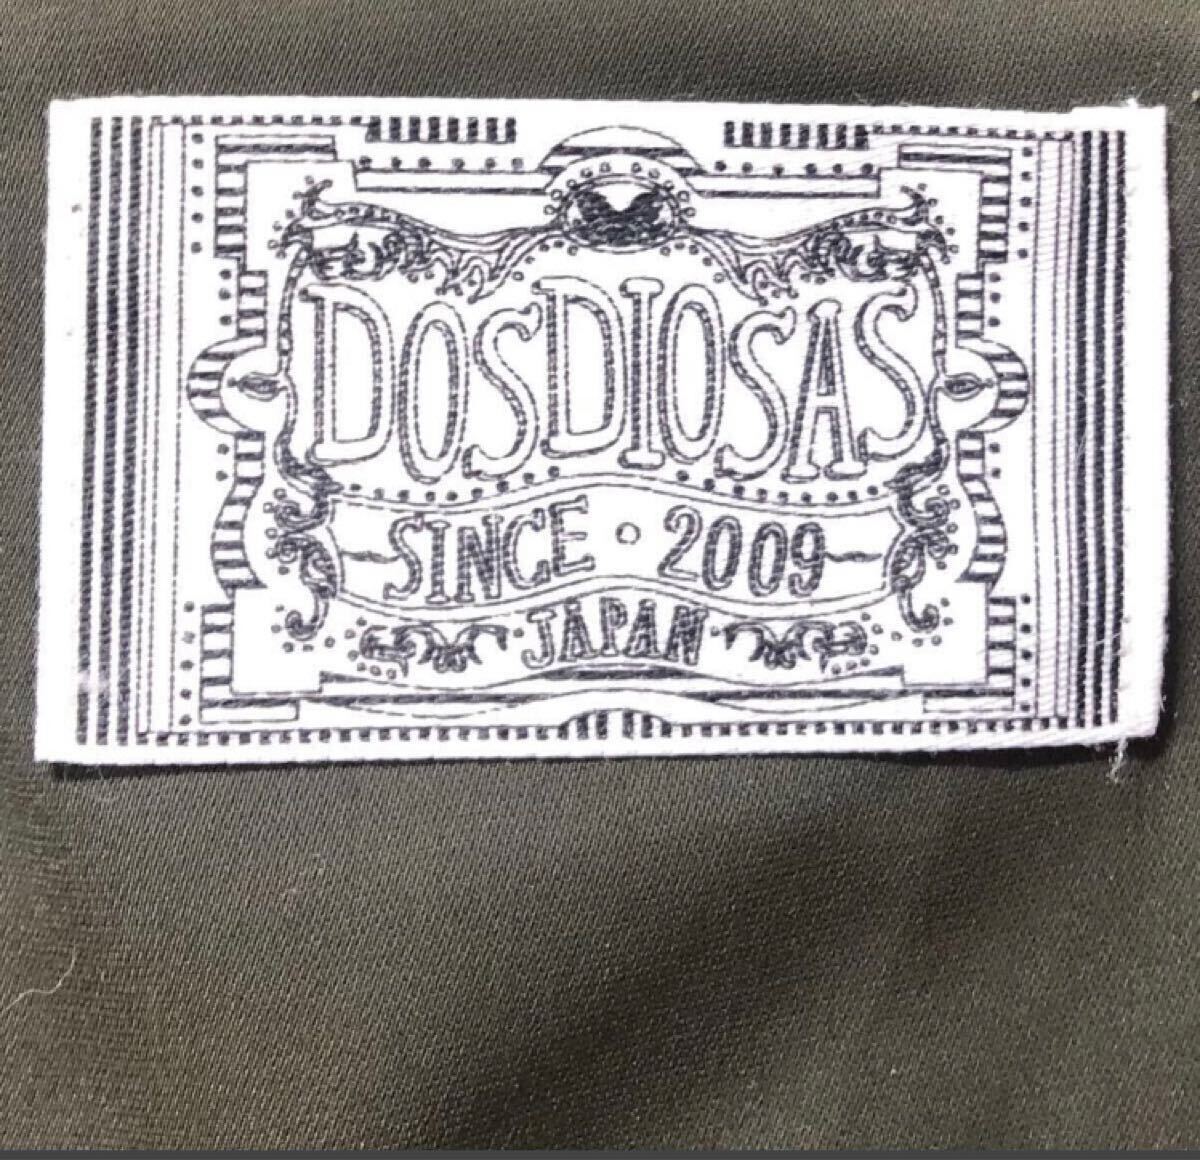 DOSDIOSAS
SINCE · 2009
JAPAN